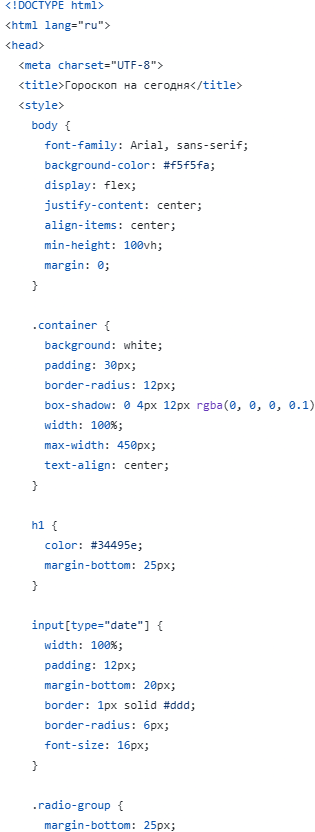 <!DOCTYPE html>
<html lang="ru">
<head>
  <meta charset="UTF-8">
  <title>Гороскоп на сегодня</title>
  <style>
    body {
      font-family: Arial, sans-serif;
      background-color: #f5f5fa;
      display: flex;
      justify-content: center;
      align-items: center;
      min-height: 100vh;
      margin: 0;
    }

    .container {
      background: white;
      padding: 30px;
      border-radius: 12px;
      box-shadow: 0 4px 12px rgba(0, 0, 0, 0.1)
      width: 100%;
      max-width: 450px;
      text-align: center;
    }

    h1 {
      color: #34495e;
      margin-bottom: 25px;
    }

    input[type="date"] {
      width: 100%;
      padding: 12px;
      margin-bottom: 20px;
      border: 1px solid #ddd;
      border-radius: 6px;
      font-size: 16px;
    }

    .radio-group {
      margin-bottom: 25px;